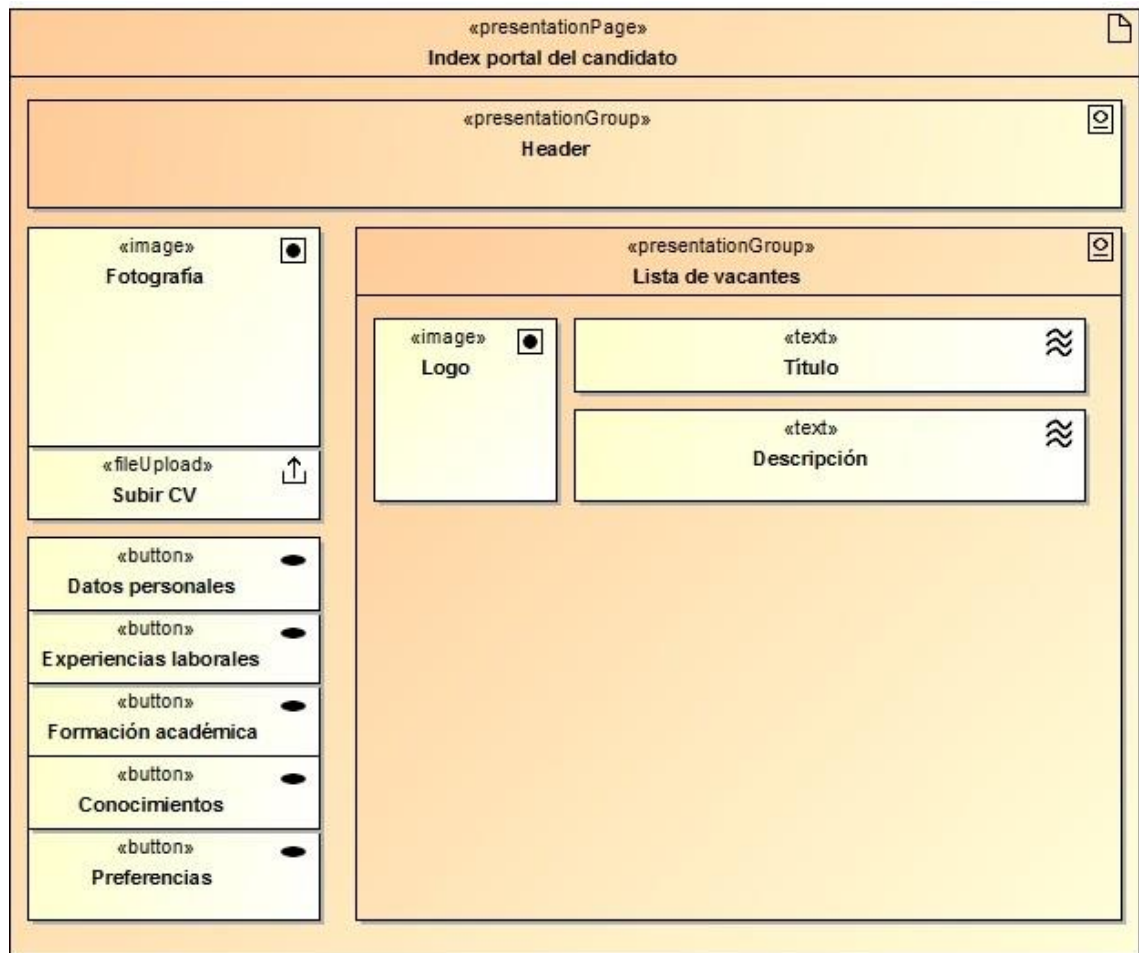 «presentationPage»
Index portal del candidato
«presentationGroup»
Header
«image»
Fotografía
«fileUpload»
Subir CV
«button»
Datos personales
«button»
Experiencias laborales
«button»
Formación académica
«button»
Conocimientos
«button»
Preferencias
«presentationGroup»
Lista de vacantes
«image»
Logo
«text»
Título
«text»
Descripción